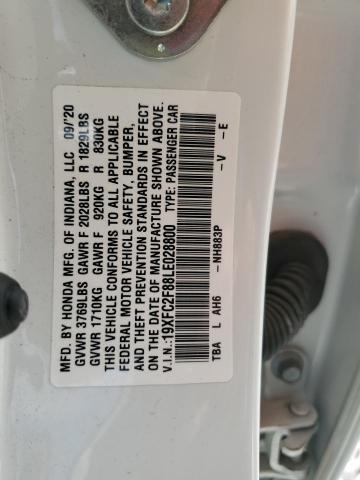 MFD. BY HONDA MFG. OF INDIANA, LLC 09/'20
GVWR 3769LBS GAWR F 2028LBS R 1829LBS
GVWR 1710KG GAWR F 920KG R 830KG
THIS VEHICLE CONFORMS TO ALL APPLICABLE
FEDERAL MOTOR VEHICLE SAFETY, BUMPER,
AND THEFT PREVENTION STANDARDS IN EFFECT
ON THE DATE OF MANUFACTURE SHOWN ABOVE.
V.I.N.:19XFC2F88LE028800 TYPE: PASSENGER CAR
TBA L AH6 -NH883P -V -E